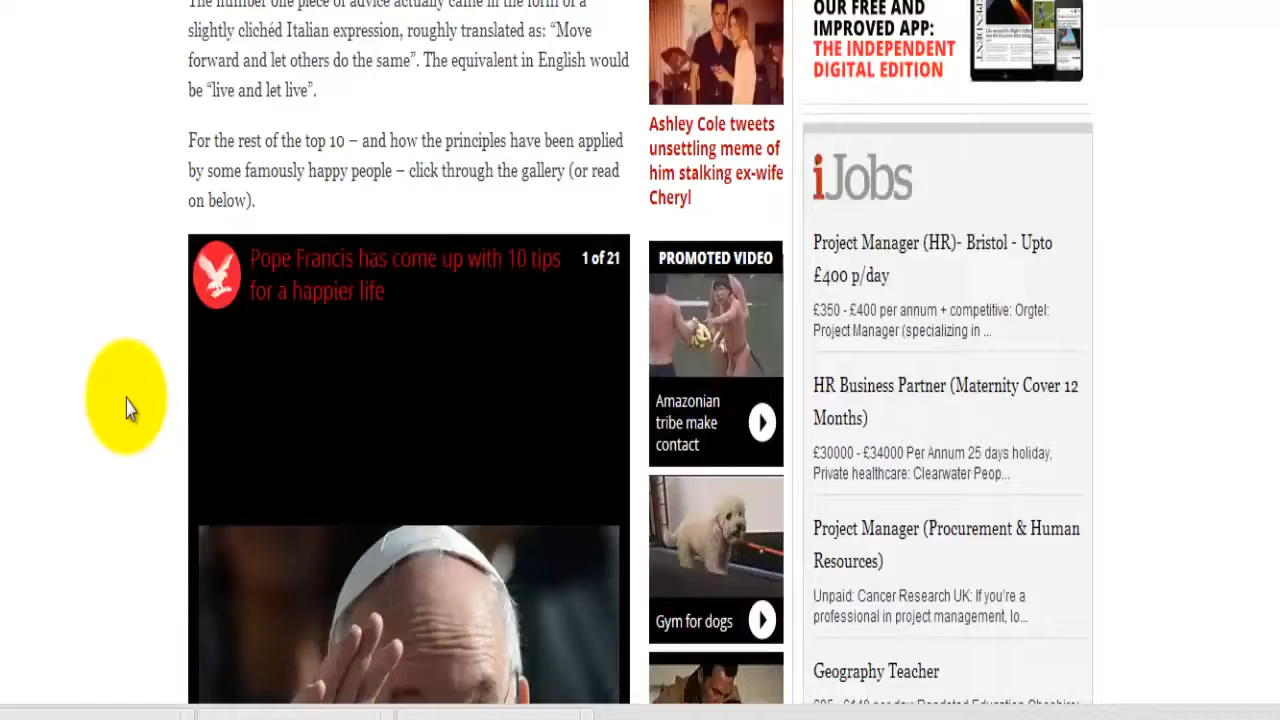 The number one piece of advice actually came in the form of a
slightly clichéd Italian expression, roughly translated as: “Move
forward and let others do the same”. The equivalent in English would
be “live and let live”.
For the rest of the top 10 – and how the principles have been applied
by some famously happy people – click through the gallery (or read
on below).
Pope Francis has come up with 10 tips
for a happier life
1 of 21
Ashley Cole tweets
unsettling meme of
him stalking ex-wife
Cheryl
PROMOTED VIDEO
Amazonian
tribe make
contact
Gym for dogs
OUR FREE AND
IMPROVED APP:
THE INDEPENDENT
DIGITAL EDITION
iJobs
Project Manager (HR)- Bristol - Upto
£400 p/day
£350 - £400 per annum + competitive: Orgtel:
Project Manager (specializing in ...
HR Business Partner (Maternity Cover 12
Months)
£30000 - £34000 Per Annum 25 days holiday,
Private healthcare: Clearwater Peop...
Project Manager (Procurement & Human
Resources)
Unpaid: Cancer Research UK: If you're a
professional in project management, lo...
Geography Teacher